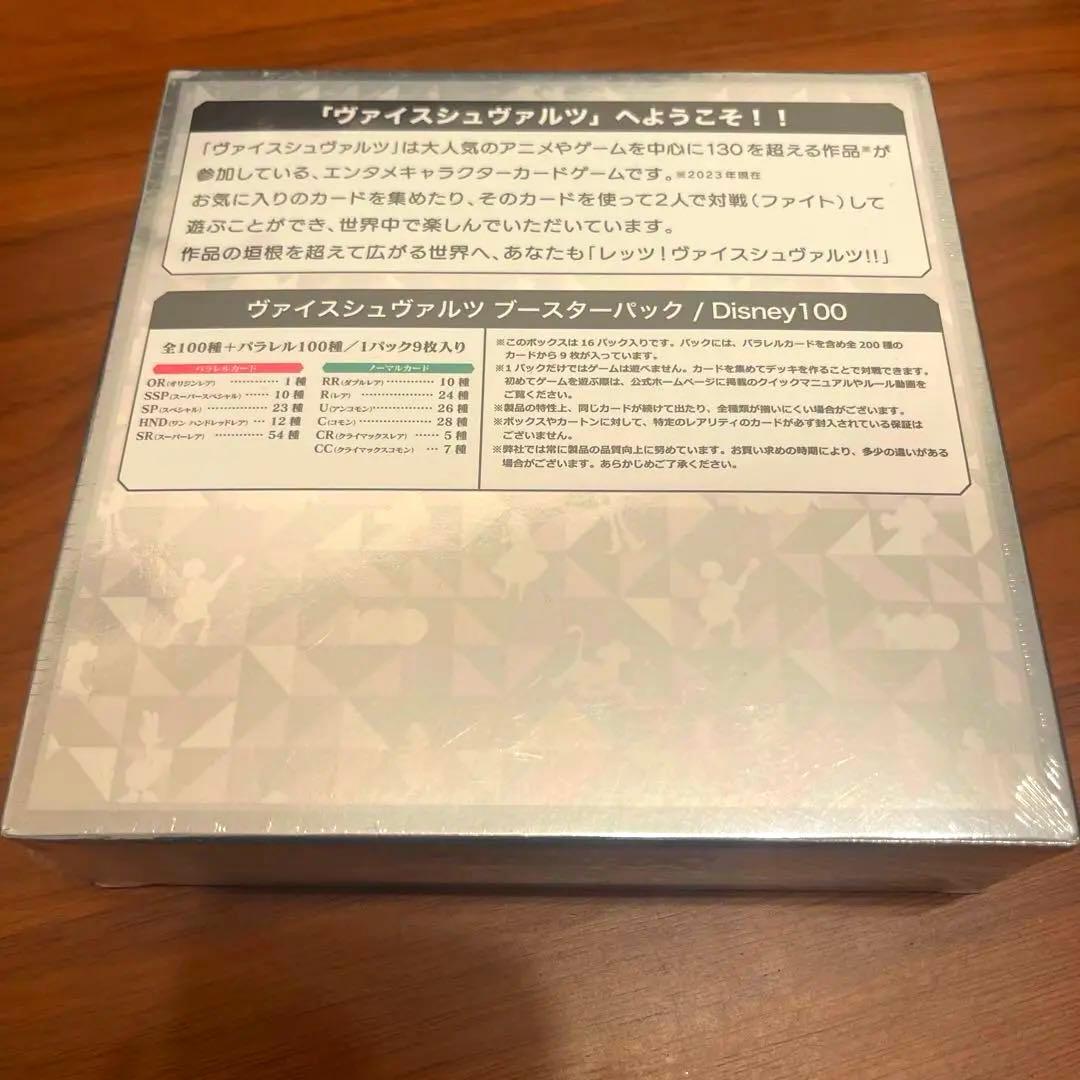 「ヴァイスシュヴァルツ」へようこそ！！
「ヴァイスシュヴァルツ」は大人気のアニメやゲームを中心に130を超える作品※が
参加している、エンタメキャラクターカードゲームです。※2023年現在
お気に入りのカードを集めたり、そのカードを使って2人で対戦（ファイト）して
遊ぶことができ、世界中で楽しんでいただいています。
作品の垣根を超えて広がる世界へ、あなたも「レッツ！ヴァイスシュヴァルツ!!」
ヴァイスシュヴァルツ ブースターパック / Disney100
全100種＋パラレル100種／1パック9枚入り
パラレルカード
OR(オリジンレア) ………… 1種
SSP(スーパースペシャル) …… 10種
SP(スペシャル) ………… 23種
HND(ワン ハンドレッドレア) … 12種
SR(スーパーレア) ………… 54種
ノーマルカード
RR(ダブルレア) ………… 10種
R(レア) ………… 24種
U(アンコモン) ………… 26種
C(コモン) ………… 28種
CR(クライマックスレア) …… 5種
CC(クライマックスコモン) … 7種
※このボックスは16パック入りです。パックには、パラレルカードを含め全200種の
カードから9枚が入っています。
※1パックだけではゲームは遊べません。カードを集めてデッキを作ることで対戦できます。
初めてゲームを遊ぶ際は、公式ホームページに掲載のクイックマニュアルやルール動画を
ご覧ください。
※製品の特性上、同じカードが続けて出たり、全種類が揃いにくい場合がございます。
※ボックスやカートンに対して、特定のレアリティのカードが必ず封入されている保証は
ございません。
※弊社では常に製品の品質向上に努めています。お買い求めの時期により、多少の違いがある
場合がございます。あらかじめご了承ください。